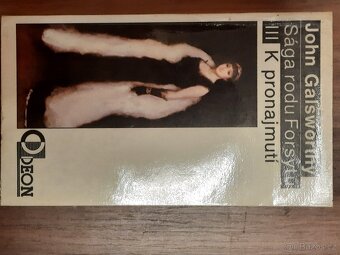 John Galsworthy
Sága rodu Forsytů
III K pronajmutí
ODEON